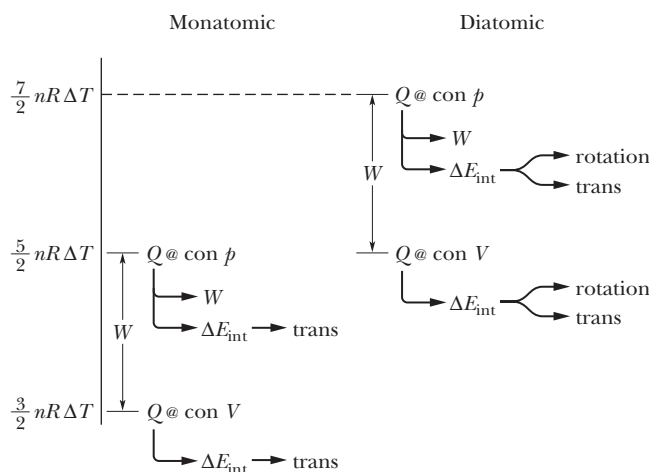 Monatomic Diatomic
7/2 nRΔT Q @ con p
W
ΔE_int rotation
trans
W
5/2 nRΔT Q @ con p Q @ con V
W
ΔE_int rotation
trans
W
ΔE_int trans
W
3/2 nRΔT Q @ con V
ΔE_int trans